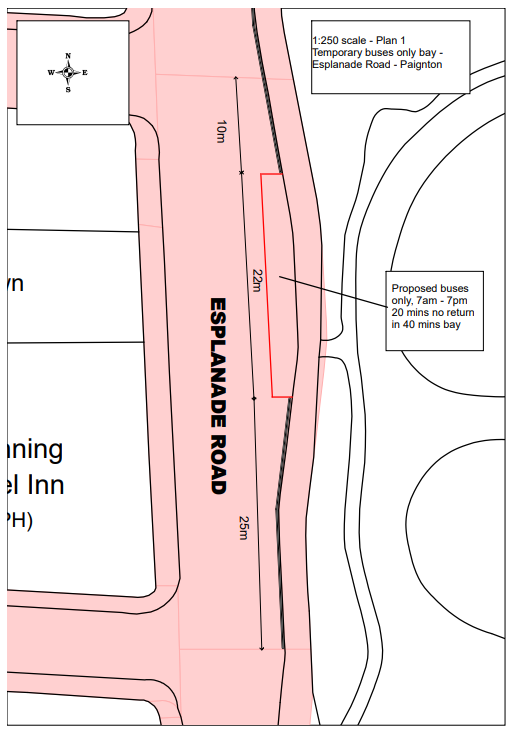 1:250 scale - Plan 1
Temporary buses only bay -
Esplanade Road - Paignton
N
W E
S
10m
22m
Proposed buses
only, 7am - 7pm
20 mins no return
in 40 mins bay
ESPLANADE ROAD
25m
wn
nning
el Inn
PH)